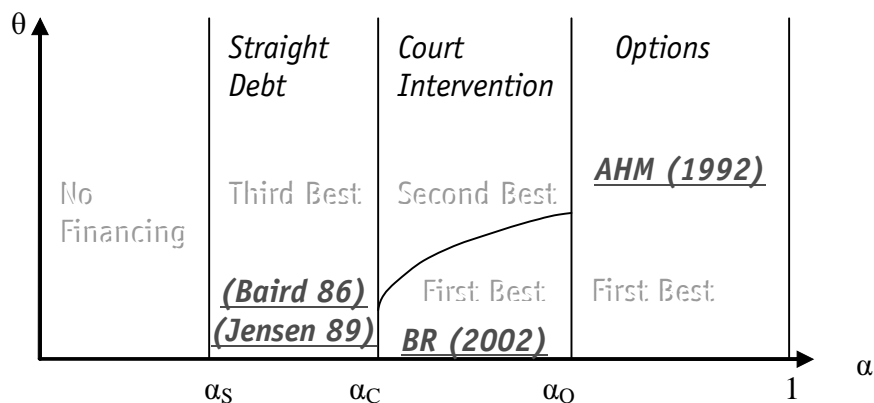 θ
Straight
Debt
Court
Intervention
Options
AHM (1992)
No
Financing
Third Best
Second Best
(Baird 86)
(Jensen 89)
First Best
First Best
BR (2002)
αS
αC
αO
1
α